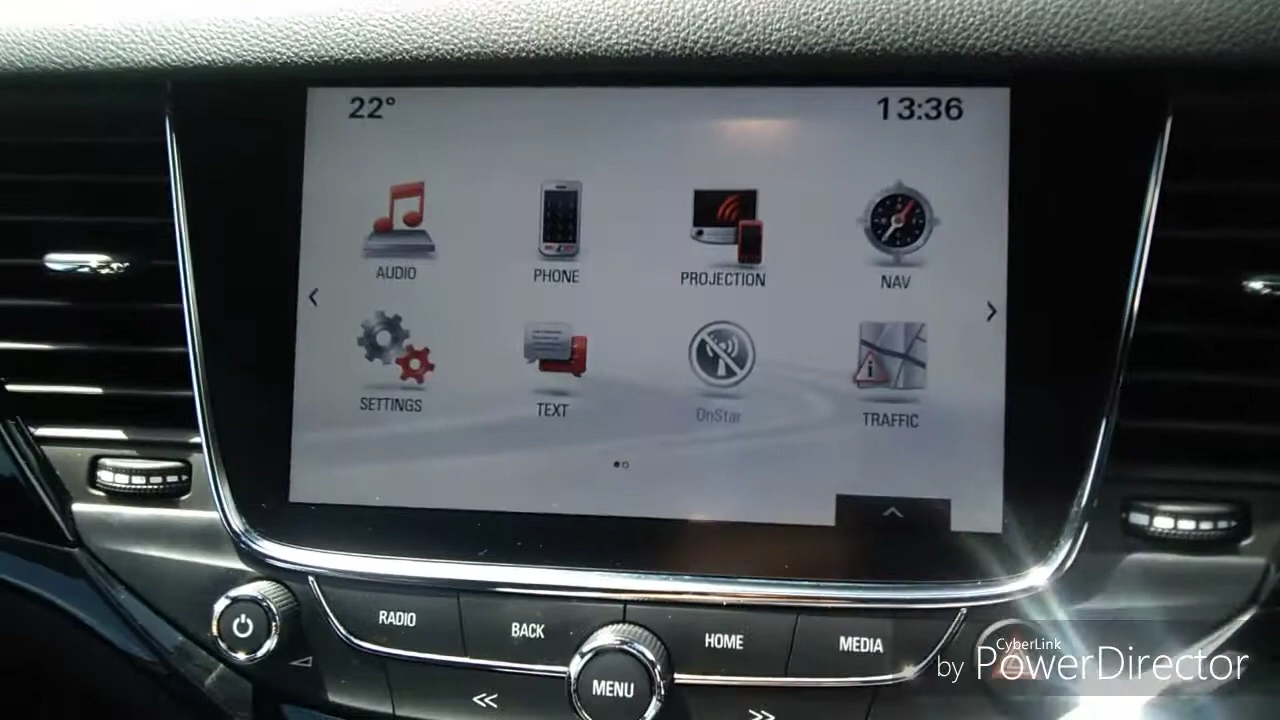 22°
13:36
AUDIO
PHONE
PROJECTION
NAV
SETTINGS
TEXT
OnStar
TRAFFIC
RADIO
BACK
HOME
MEDIA
MENU
CyberLink
by PowerDirector